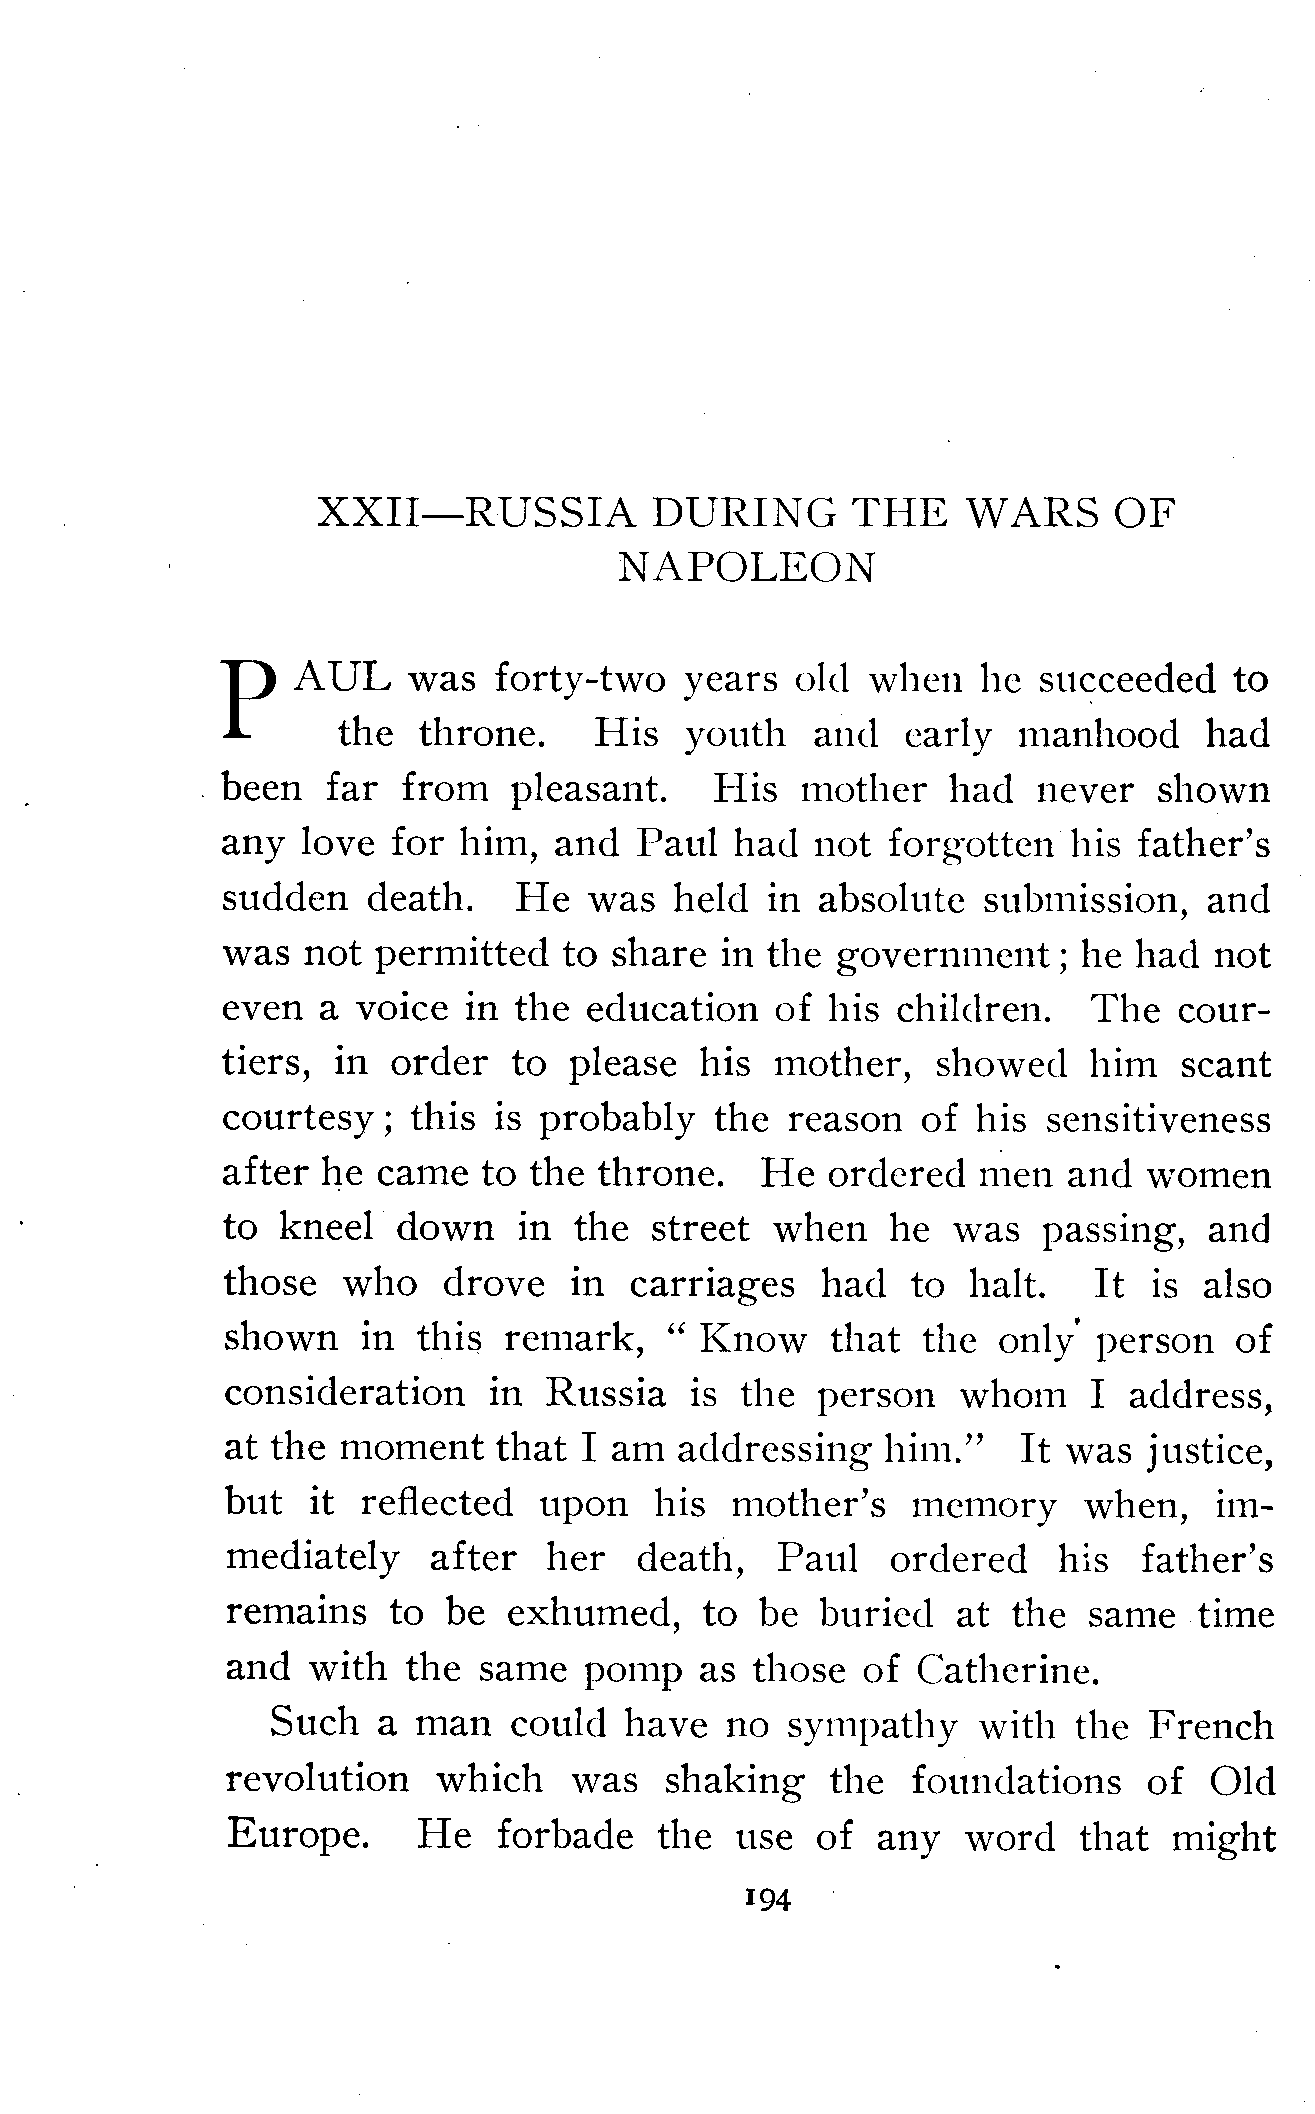 XXII—RUSSIA DURING THE WARS OF
NAPOLEON
PAUL was forty-two years old when he succeeded to
the throne. His youth and early manhood had
been far from pleasant. His mother had never shown
any love for him, and Paul had not forgotten his father's
sudden death. He was held in absolute submission, and
was not permitted to share in the government; he had not
even a voice in the education of his children. The cour-
tiers, in order to please his mother, showed him scant
courtesy; this is probably the reason of his sensitiveness
after he came to the throne. He ordered men and women
to kneel down in the street when he was passing, and
those who drove in carriages had to halt. It is also
shown in this remark, "Know that the only person of
consideration in Russia is the person whom I address,
at the moment that I am addressing him." It was justice,
but it reflected upon his mother's memory when, im-
mediately after her death, Paul ordered his father's
remains to be exhumed, to be buried at the same time
and with the same pomp as those of Catherine.
Such a man could have no sympathy with the French
revolution which was shaking the foundations of Old
Europe. He forbade the use of any word that might
194